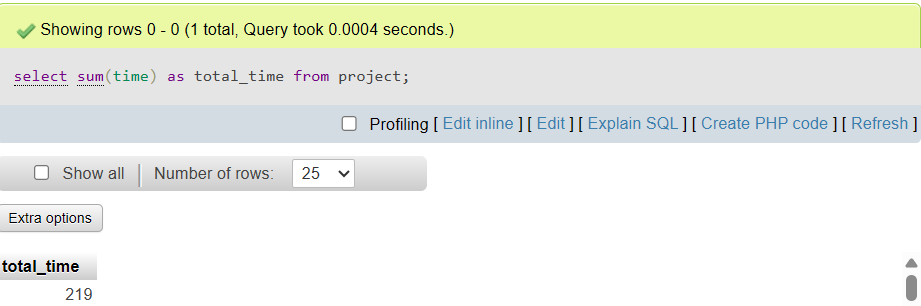 Showing rows 0 - 0 (1 total, Query took 0.0004 seconds.)
select sum(time) as total_time from project;
Profiling [ Edit inline ] [ Edit ] [ Explain SQL ] [ Create PHP code ] [ Refresh ]
Show all Number of rows: 25
Extra options
total_time
219